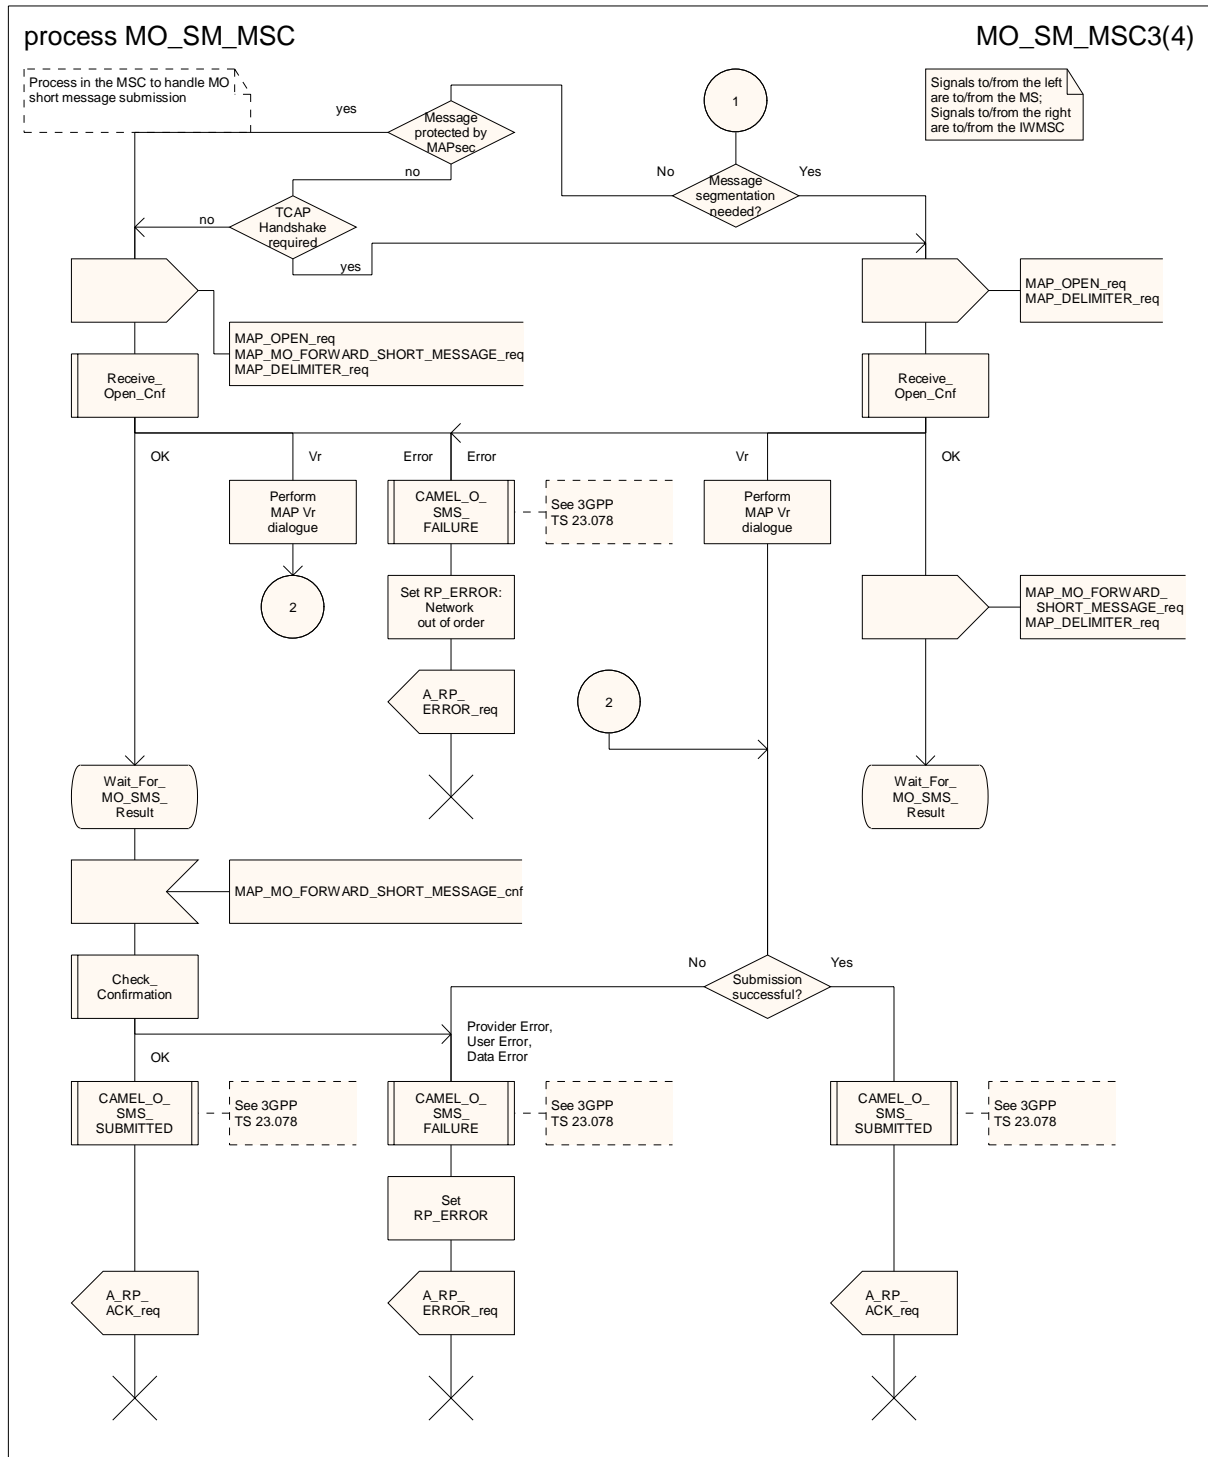 process MO_SM_MSC
MO_SM_MSC3(4)
Process in the MSC to handle MO
short message submission
Signals to/from the left
are to/from the MS;
Signals to/from the right
are to/from the IWMSC
1
yes
Message
protected by
MAPsec
no
No
Message
segmentation
needed?
Yes
no
TCAP
Handshake
required
yes
MAP_OPEN_req
MAP_DELIMITER_req
MAP_OPEN_req
MAP_MO_FORWARD_SHORT_MESSAGE_req
MAP_DELIMITER_req
Receive_
Open_Cnf
Receive_
Open_Cnf
OK
Vr
Error
Error
Vr
OK
Perform
MAP Vr
dialogue
CAMEL_O_
SMS_
FAILURE
See 3GPP
TS 23.078
Perform
MAP Vr
dialogue
2
Set RP_ERROR:
Network
out of order
MAP_MO_FORWARD_
SHORT_MESSAGE_req
MAP_DELIMITER_req
A_RP_
ERROR_req
2
Wait_For_
MO_SMS_
Result
Wait_For_
MO_SMS_
Result
MAP_MO_FORWARD_SHORT_MESSAGE_cnf
Check_
Confirmation
No
Submission
successful?
Yes
OK
Provider Error,
User Error,
Data Error
CAMEL_O_
SMS_
SUBMITTED
See 3GPP
TS 23.078
CAMEL_O_
SMS_
FAILURE
See 3GPP
TS 23.078
CAMEL_O_
SMS_
SUBMITTED
See 3GPP
TS 23.078
Set
RP_ERROR
A_RP_
ACK_req
A_RP_
ERROR_req
A_RP_
ACK_req